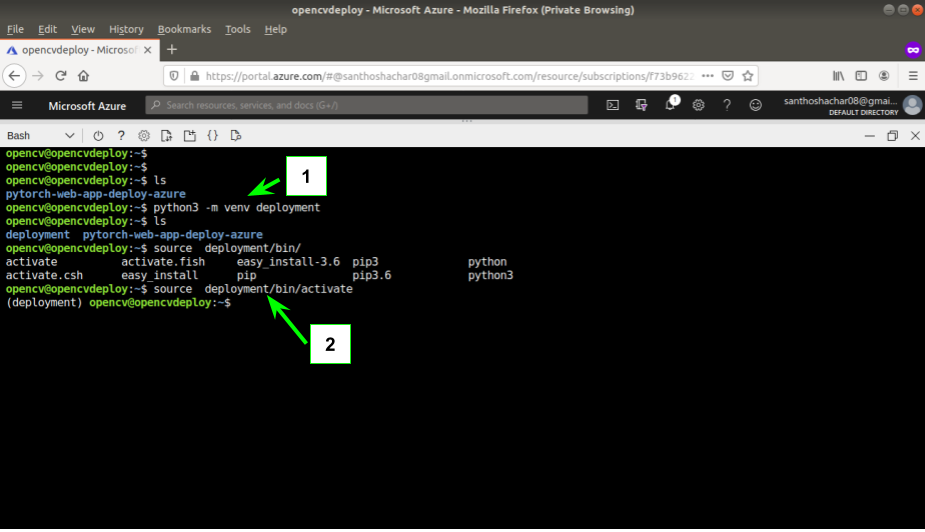 opencvdeploy - Microsoft Azure - Mozilla Firefox (Private Browsing)
File Edit View History Bookmarks Tools Help
opencvdeploy - Microsof
https://portal.azure.com/#@santhoshachar08gmail.onmicrosoft.com/resource/subscriptions/f73b9622
Microsoft Azure
Search resources, services, and docs (G+/)
1
santhoshachar08@gmai...
DEFAULT DIRECTORY
Bash
opencv@opencvdeploy:~$
opencv@opencvdeploy:~$
opencv@opencvdeploy:~$ ls
pytorch-web-app-deploy-azure
1
opencv@opencvdeploy:~$ python3 -m venv deployment
opencv@opencvdeploy:~$ ls
deployment pytorch-web-app-deploy-azure
opencv@opencvdeploy:~$ source deployment/bin/
activate activate.fish easy_install-3.6 pip3 python
activate.csh easy_install pip pip3.6 python3
opencv@opencvdeploy:~$ source deployment/bin/activate
(deployment) opencv@opencvdeploy:~$
2